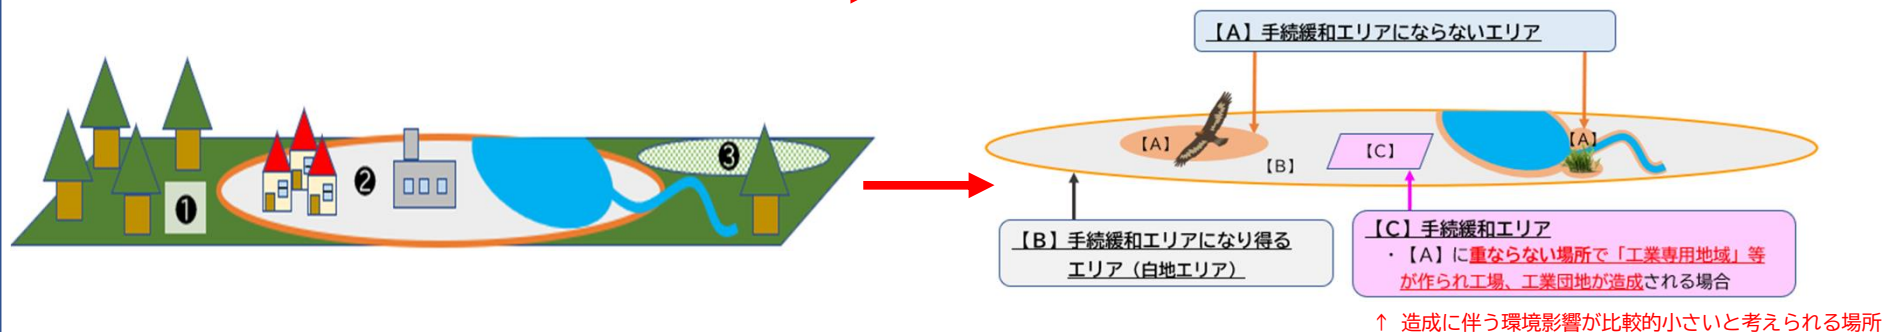 ❶
❷
❸
【A】手続緩和エリアにならないエリア
【A】
【B】
【C】
【A】
【B】手続緩和エリアになり得る
エリア（白地エリア）
【C】手続緩和エリア
・【A】に重ならない場所で「工業専用地域」等
が作られ工場、工業団地が造成される場合
↑ 造成に伴う環境影響が比較的小さいと考えられる場所